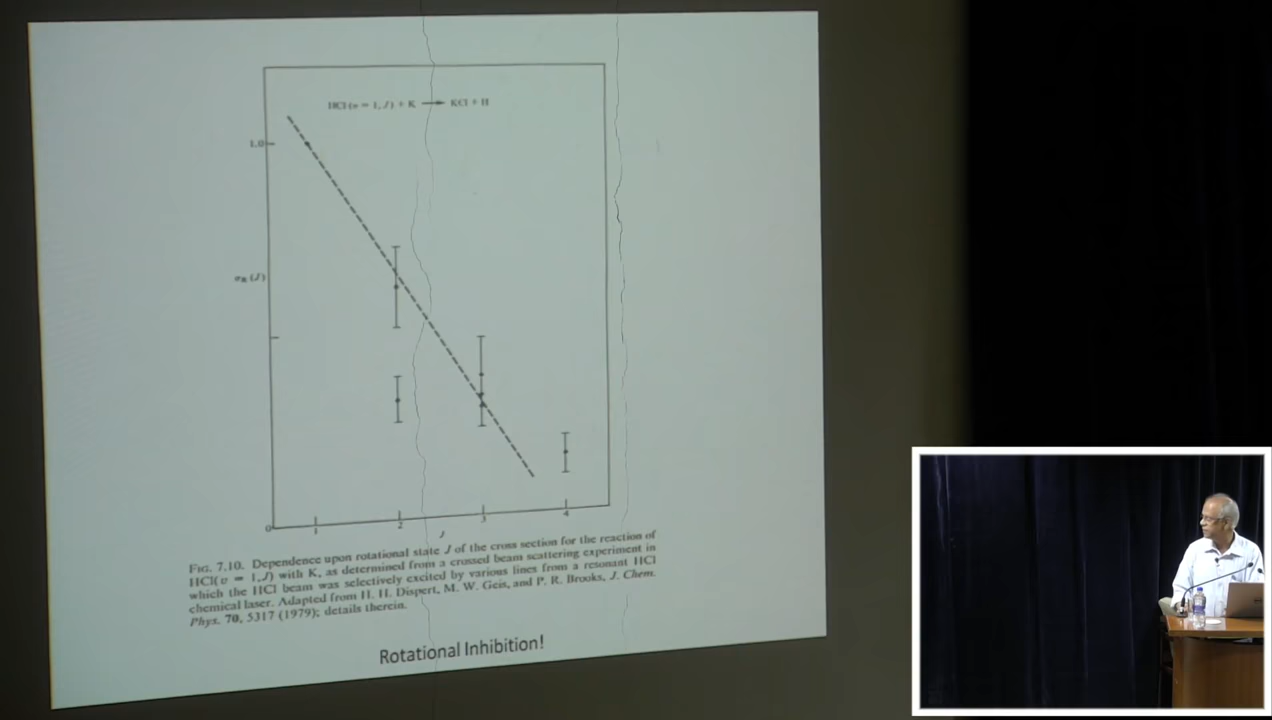 HCl (v = 1, J) + K ⟶ KCl + H
1.0
σR (J)
0
1
2
3
4
J
FIG. 7.10. Dependence upon rotational state J of the cross section for the reaction of
HCl(v = 1,J) with K, as determined from a crossed beam scattering experiment in
which the HCl beam was selectively excited by various lines from a resonant HCl
chemical laser. Adapted from H. H. Dispert, M. W. Geis, and P. R. Brooks, J. Chem.
Phys. 70, 5317 (1979); details therein.
Rotational Inhibition!